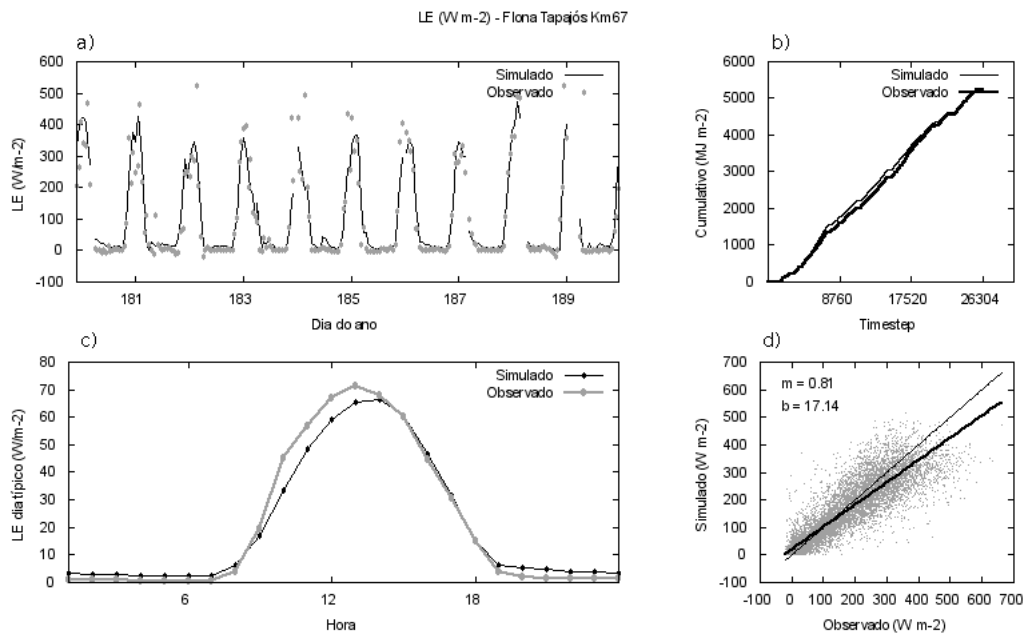 LE (W m-2) - Flona Tapajós Km67
a)
600
500
400
300
200
100
0
-100
LE (W/m-2)
Simulado
Observado
181
183
185
187
189
Dia do ano
b)
6000
5000
4000
3000
2000
1000
0
Cumulativo (MJ m-2)
Simulado
Observado
8760
17520
26304
Timestep
c)
80
70
60
50
40
30
20
10
0
LE dia típico (W/m-2)
Simulado
Observado
6
12
18
Hora
d)
700
600
500
400
300
200
100
0
-100
Simulado (W m-2)
m = 0.81
b = 17.14
-100 0 100 200 300 400 500 600 700
Observado (W m-2)